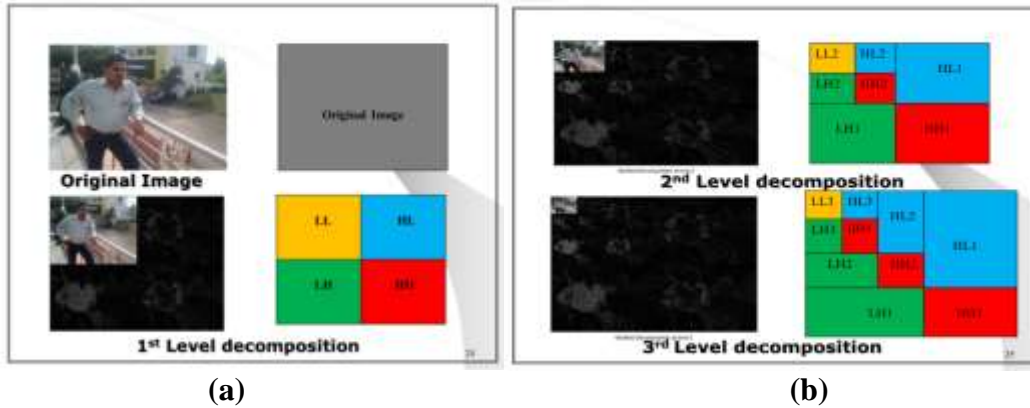 Original Image
Original Image
LL HL
LH HH
1st Level decomposition
(a)
LL2 HL2 HL1
LH2 HH2
LH1 HH1
2nd Level decomposition
LL3 HL3 HL2 HL1
LH3 HH3
LH2 HH2
LH1 HH1
3rd Level decomposition
(b)